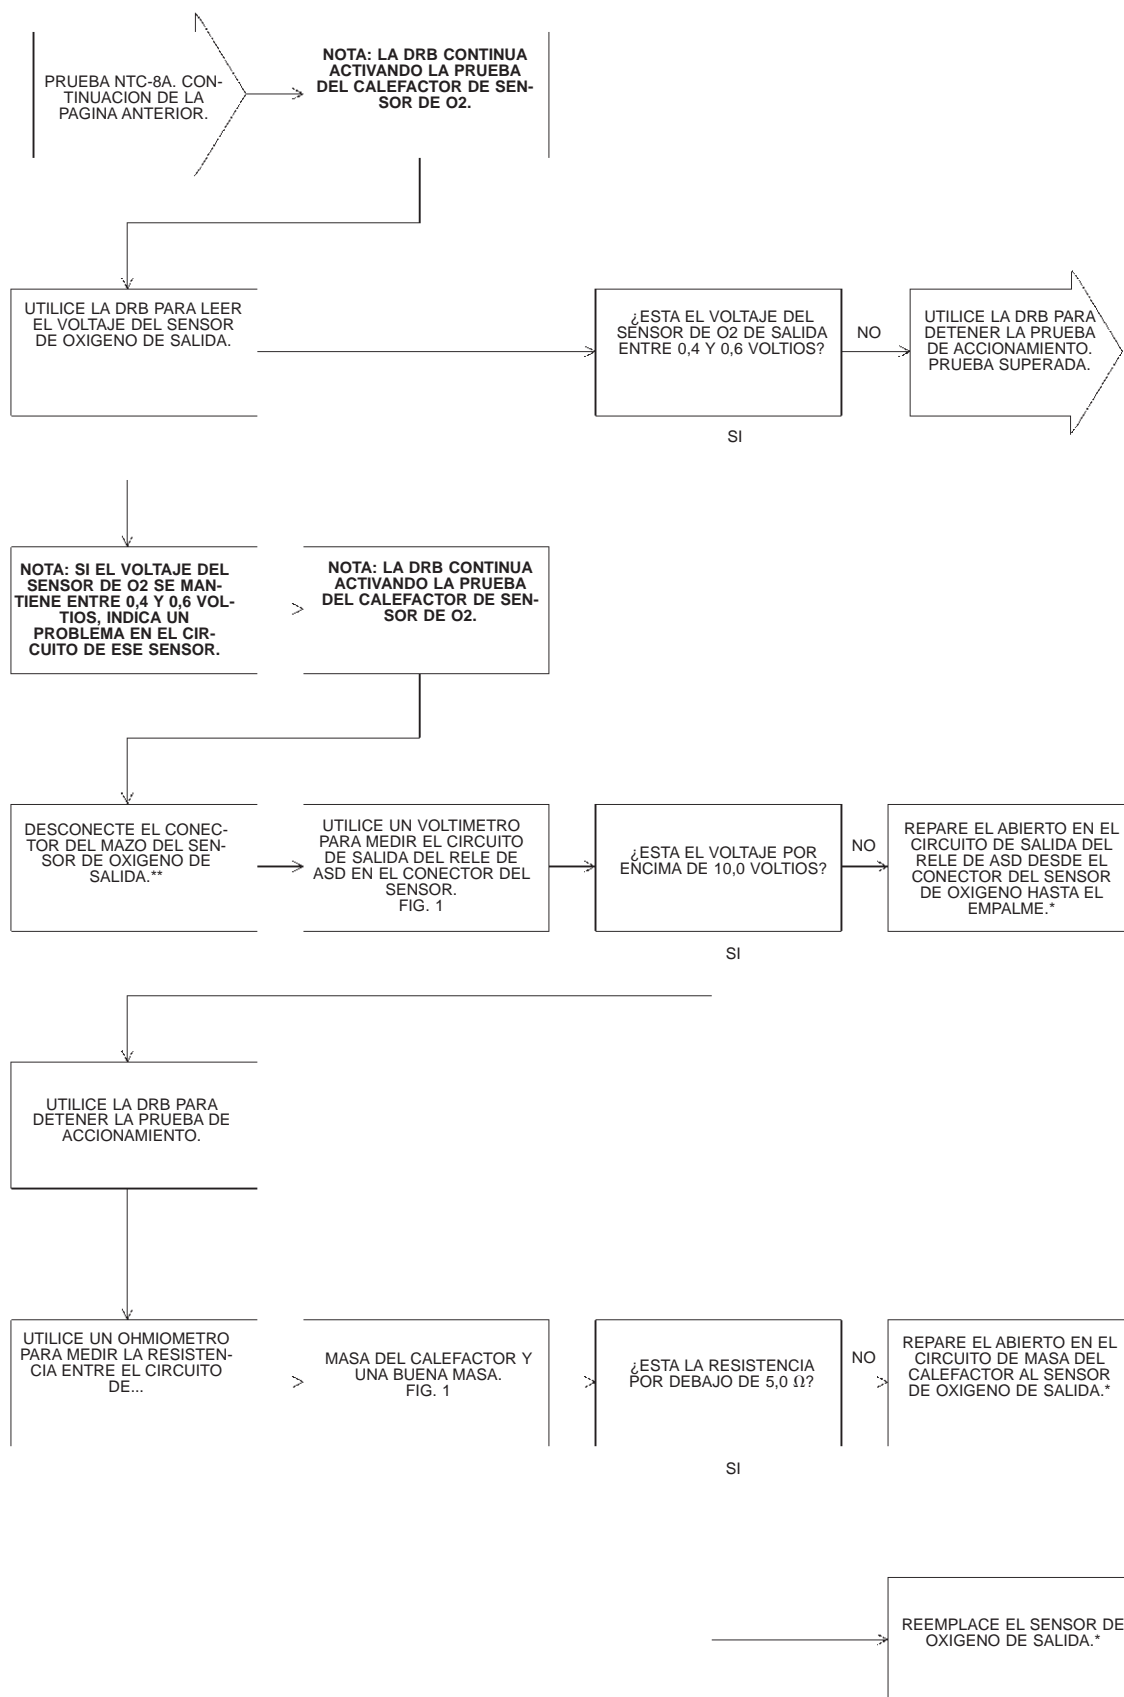 PRUEBA NTC-8A. CON-
TINUACION DE LA
PAGINA ANTERIOR.
NOTA: LA DRB CONTINUA
ACTIVANDO LA PRUEBA
DEL CALEFACTOR DE SEN-
SOR DE O2.
UTILICE LA DRB PARA LEER
EL VOLTAJE DEL SENSOR
DE OXIGENO DE SALIDA.
¿ESTA EL VOLTAJE DEL
SENSOR DE O2 DE SALIDA
ENTRE 0,4 Y 0,6 VOLTIOS?
NO
UTILICE LA DRB PARA
DETENER LA PRUEBA
DE ACCIONAMIENTO.
PRUEBA SUPERADA.
SI
NOTA: SI EL VOLTAJE DEL
SENSOR DE O2 SE MAN-
TIENE ENTRE 0,4 Y 0,6 VOL-
TIOS, INDICA UN
PROBLEMA EN EL CIR-
CUITO DE ESE SENSOR.
NOTA: LA DRB CONTINUA
ACTIVANDO LA PRUEBA
DEL CALEFACTOR DE SEN-
SOR DE O2.
DESCONECTE EL CONEC-
TOR DEL MAZO DEL SEN-
SOR DE OXIGENO DE
SALIDA.**
UTILICE UN VOLTIMETRO
PARA MEDIR EL CIRCUITO
DE SALIDA DEL RELE DE
ASD EN EL CONECTOR DEL
SENSOR.
FIG. 1
¿ESTA EL VOLTAJE POR
ENCIMA DE 10,0 VOLTIOS?
NO
REPARE EL ABIERTO EN EL
CIRCUITO DE SALIDA DEL
RELE DE ASD DESDE EL
CONECTOR DEL SENSOR
DE OXIGENO HASTA EL
EMPALME.*
SI
UTILICE LA DRB PARA
DETENER LA PRUEBA DE
ACCIONAMIENTO.
UTILICE UN OHMIOMETRO
PARA MEDIR LA RESISTEN-
CIA ENTRE EL CIRCUITO
DE...
MASA DEL CALEFACTOR Y
UNA BUENA MASA.
FIG. 1
¿ESTA LA RESISTENCIA
POR DEBAJO DE 5,0 Ω?
NO
REPARE EL ABIERTO EN EL
CIRCUITO DE MASA DEL
CALEFACTOR AL SENSOR
DE OXIGENO DE SALIDA.*
SI
REEMPLACE EL SENSOR DE
OXIGENO DE SALIDA.*